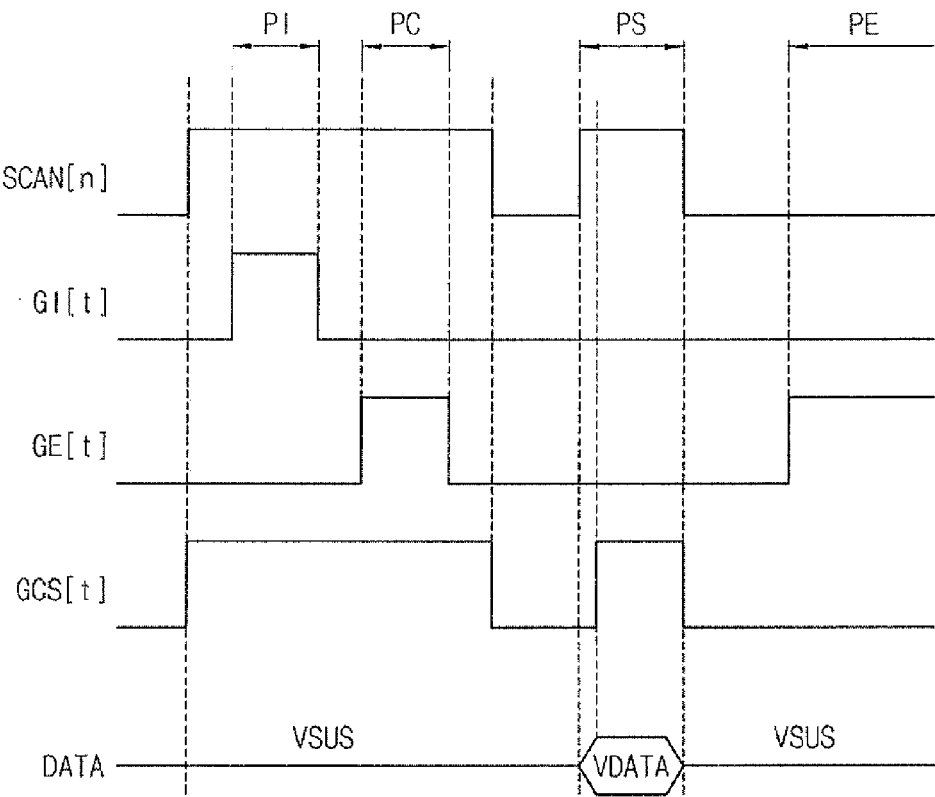 PI PC PS PE
SCAN[n]
GI[t]
GE[t]
GCS[t]
VSUS VSUS
DATA VDATA